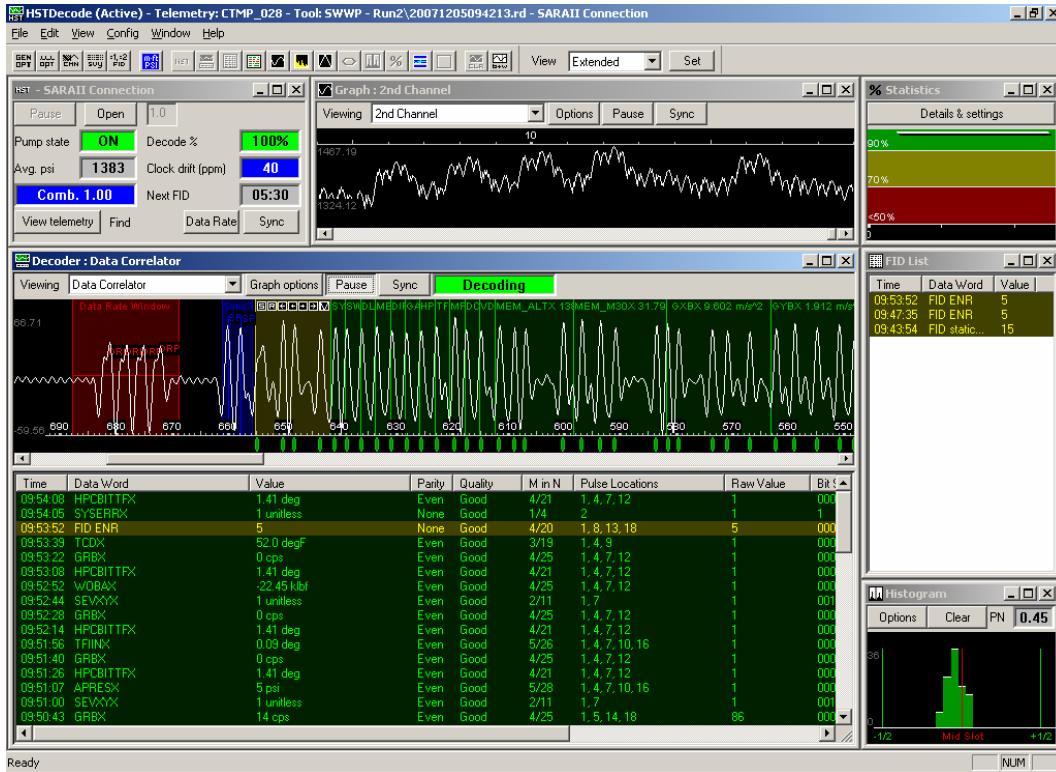 HSTDecode (Active) - Telemetry: CTMP_028 - Tool: SWWP - Run2\20071205094213.rd - SARAII Connection
File Edit View Config Window Help
View Extended Set
HST - SARAII Connection
Pause Open 1.0
Pump state ON Decode % 100%
Avg. psi 1383 Clock drift (ppm) 40
Comb. 1.00 Next FID 05:30
View telemetry Find Data Rate Sync
Graph : 2nd Channel
Viewing 2nd Channel Options Pause Sync
10
1467.19
1324.12
% Statistics
Details & settings
90%
70%
<50%
Decoder : Data Correlator
Viewing Data Correlator Graph options Pause Sync Decoding
Data Rate Window
MEM_M30X 31.79 GXBX 9.602 m/s^2 GYBX 1.912 m/s
66.71
-59.56 690 680 670 660 650 640 630 620 610 600 590 580 570 560 550
Time Data Word Value Parity Quality M in N Pulse Locations Raw Value
09:54:08 HPCBITTFX 1.41 deg Even Good 4/21 1, 4, 7, 12 1 000
09:54:05 SYSERRX 1 unitless None Good 1/4 2 1 1
09:53:52 FID ENR 5 None Good 4/20 1, 8, 13, 18 5 000
09:53:39 TCDX 52.0 degF Even Good 3/19 1, 4, 9 1 000
09:53:22 GRBX 0 cps Even Good 4/25 1, 4, 7, 12 1 000
09:53:08 HPCBITTFX 1.41 deg Even Good 4/21 1, 4, 7, 12 1 000
09:52:52 WOBAX -22.45 klbf Even Good 4/25 1, 4, 7, 12 1 000
09:52:44 SEVXYX 1 unitless Even Good 2/11 1, 7 1 001
09:52:28 GRBX 0 cps Even Good 4/25 1, 4, 7, 12 1 000
09:52:14 HPCBITTFX 1.41 deg Even Good 4/21 1, 4, 7, 12 1 000
09:51:56 TFIINX 0.09 deg Even Good 5/26 1, 4, 7, 10, 16 1 000
09:51:40 GRBX 0 cps Even Good 4/25 1, 4, 7, 12 1 000
09:51:26 HPCBITTFX 1.41 deg Even Good 4/21 1, 4, 7, 12 1 000
09:51:07 APRESX 5 psi Even Good 5/28 1, 4, 7, 10, 16 1 000
09:51:00 SEVXYX 1 unitless Even Good 2/11 1, 7 1 001
09:50:43 GRBX 14 cps Even Good 4/25 1, 5, 14, 18 86 000
FID List
Time Data Word Value
09:53:52 FID ENR 5
09:47:35 FID ENR 5
09:43:54 FID static... 15
Histogram
Options Clear PN 0.45
36
0
-1/2 Mid Slot +1/2
Ready NUM